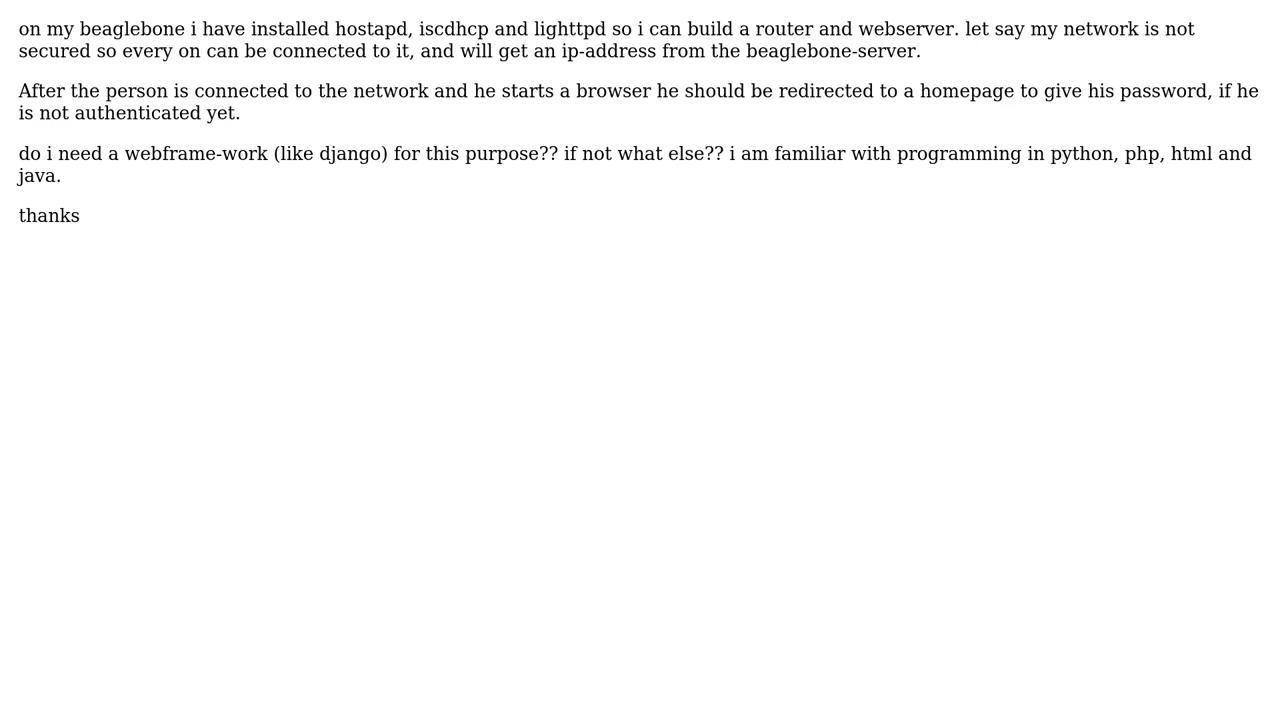 on my beaglebone i have installed hostapd, iscdhcp and lighttpd so i can build a router and webserver. let say my network is not
secured so every on can be connected to it, and will get an ip-address from the beaglebone-server.
After the person is connected to the network and he starts a browser he should be redirected to a homepage to give his password, if he
is not authenticated yet.
do i need a webframe-work (like django) for this purpose?? if not what else?? i am familiar with programming in python, php, html and
java.
thanks